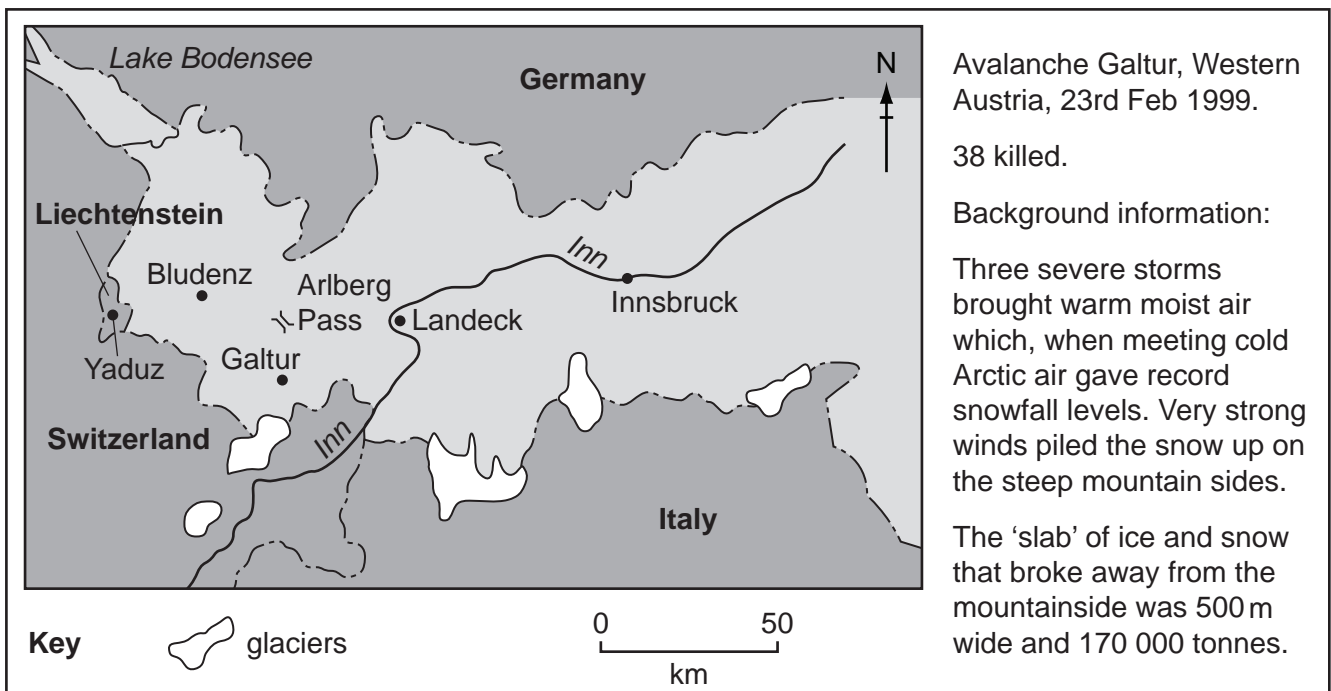 Lake Bodensee
Germany
N
Liechtenstein
Bludenz
Arlberg
Pass
Inn
Innsbruck
Landeck
Yaduz
Galtur
Switzerland
Inn
Italy
Key
glaciers
0 50
km
Avalanche Galtur, Western
Austria, 23rd Feb 1999.
38 killed.
Background information:
Three severe storms
brought warm moist air
which, when meeting cold
Arctic air gave record
snowfall levels. Very strong
winds piled the snow up on
the steep mountain sides.
The ‘slab’ of ice and snow
that broke away from the
mountainside was 500 m
wide and 170 000 tonnes.